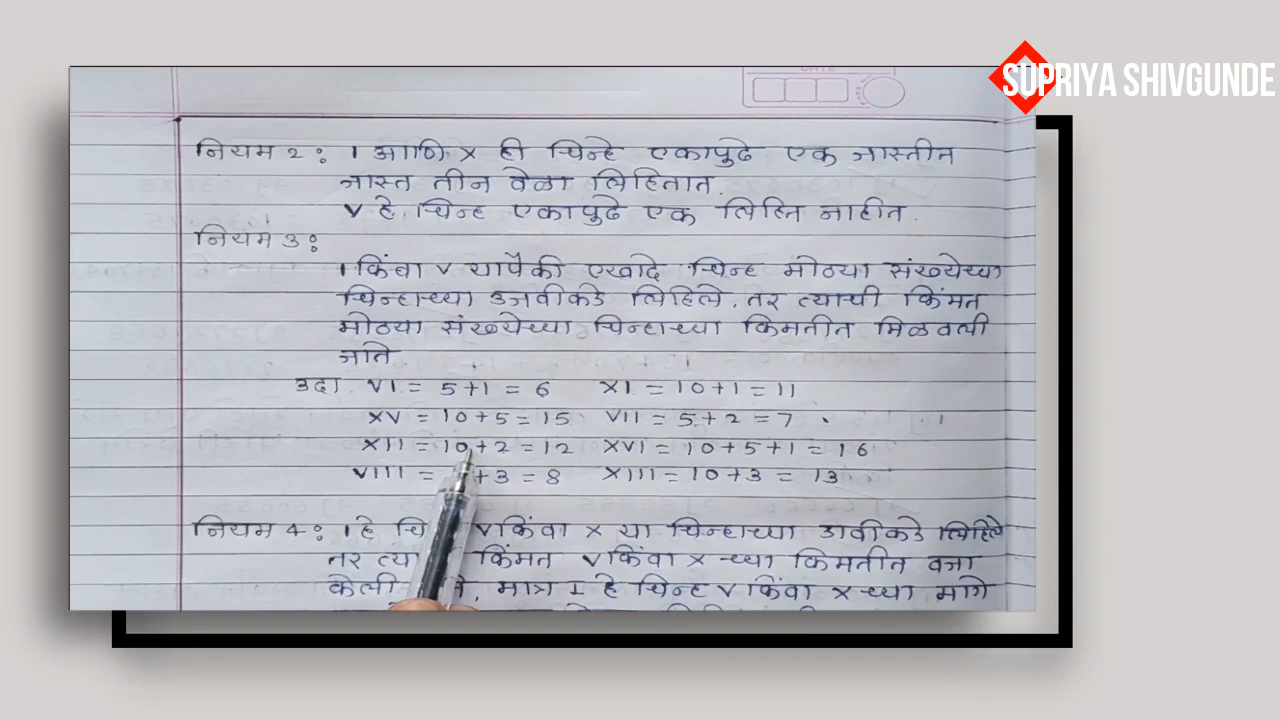 SUPRIYA SHIVGUNDE
नियम २ : I आणि X ही चिन्हे एकापुढे एक जास्तीत
जास्त तीन वेळा लिहितात.
V हे चिन्ह एकापुढे एक लिहित नाहीत.
नियम ३ :
I किंवा V यापैकी एखादे चिन्ह मोठ्या संख्येच्या
चिन्हाच्या उजवीकडे लिहिले, तर त्याची किंमत
मोठ्या संख्येच्या चिन्हाच्या किमतीत मिळवली
जाते
उदा. VI = 5+1 = 6 XI = 10+1 = 11
XV = 10+5 = 15 VII = 5+2 = 7
XII = 10+2 = 12 XVI = 10+5+1 = 16
VIII = +3 = 8 XIII = 10+3 = 13
नियम 4 : I हे V किंवा X या चिन्हाच्या डावीकडे लिहिले
तर किंमत V किंवा X च्या किमतीत वजा
केली , मात्र I हे चिन्ह V किंवा X च्या मागे